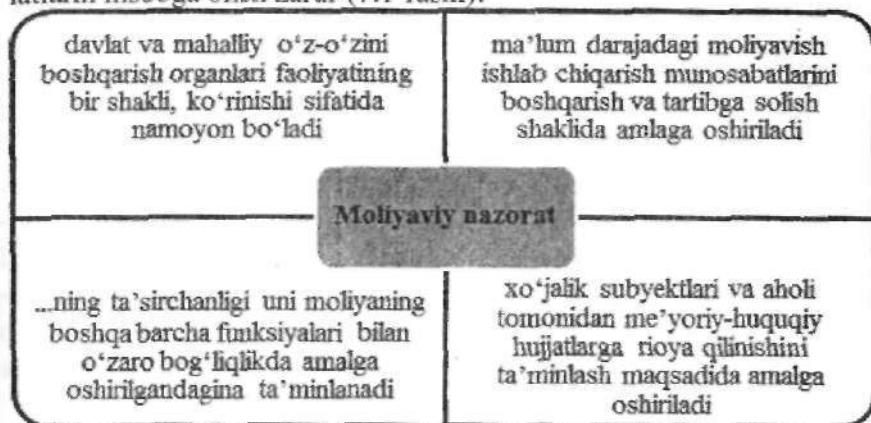 hisobga olish zarur
davlat va mahalliy o‘z-o‘zini
boshqarish organlari faoliyatining
bir shakli, ko‘rinishi sifatida
namoyon bo‘ladi
ma’lum darajadagi moliyavish
ishlab chiqarish munosabatlarini
boshqarish va tartibga solish
shaklida amlaga oshiriladi
Moliyaviy nazorat
...ning ta’sirchanligi uni moliyaning
boshqa barcha funksiyalari bilan
o‘zaro bog‘liqlikda amalga
oshirilgandagina ta’minlanadi
xo‘jalik subyektlari va aholi
tomonidan me’yoriy-huquqiy
hujjatlarga rioya qilinishini
ta’minlash maqsadida amalga
oshiriladi